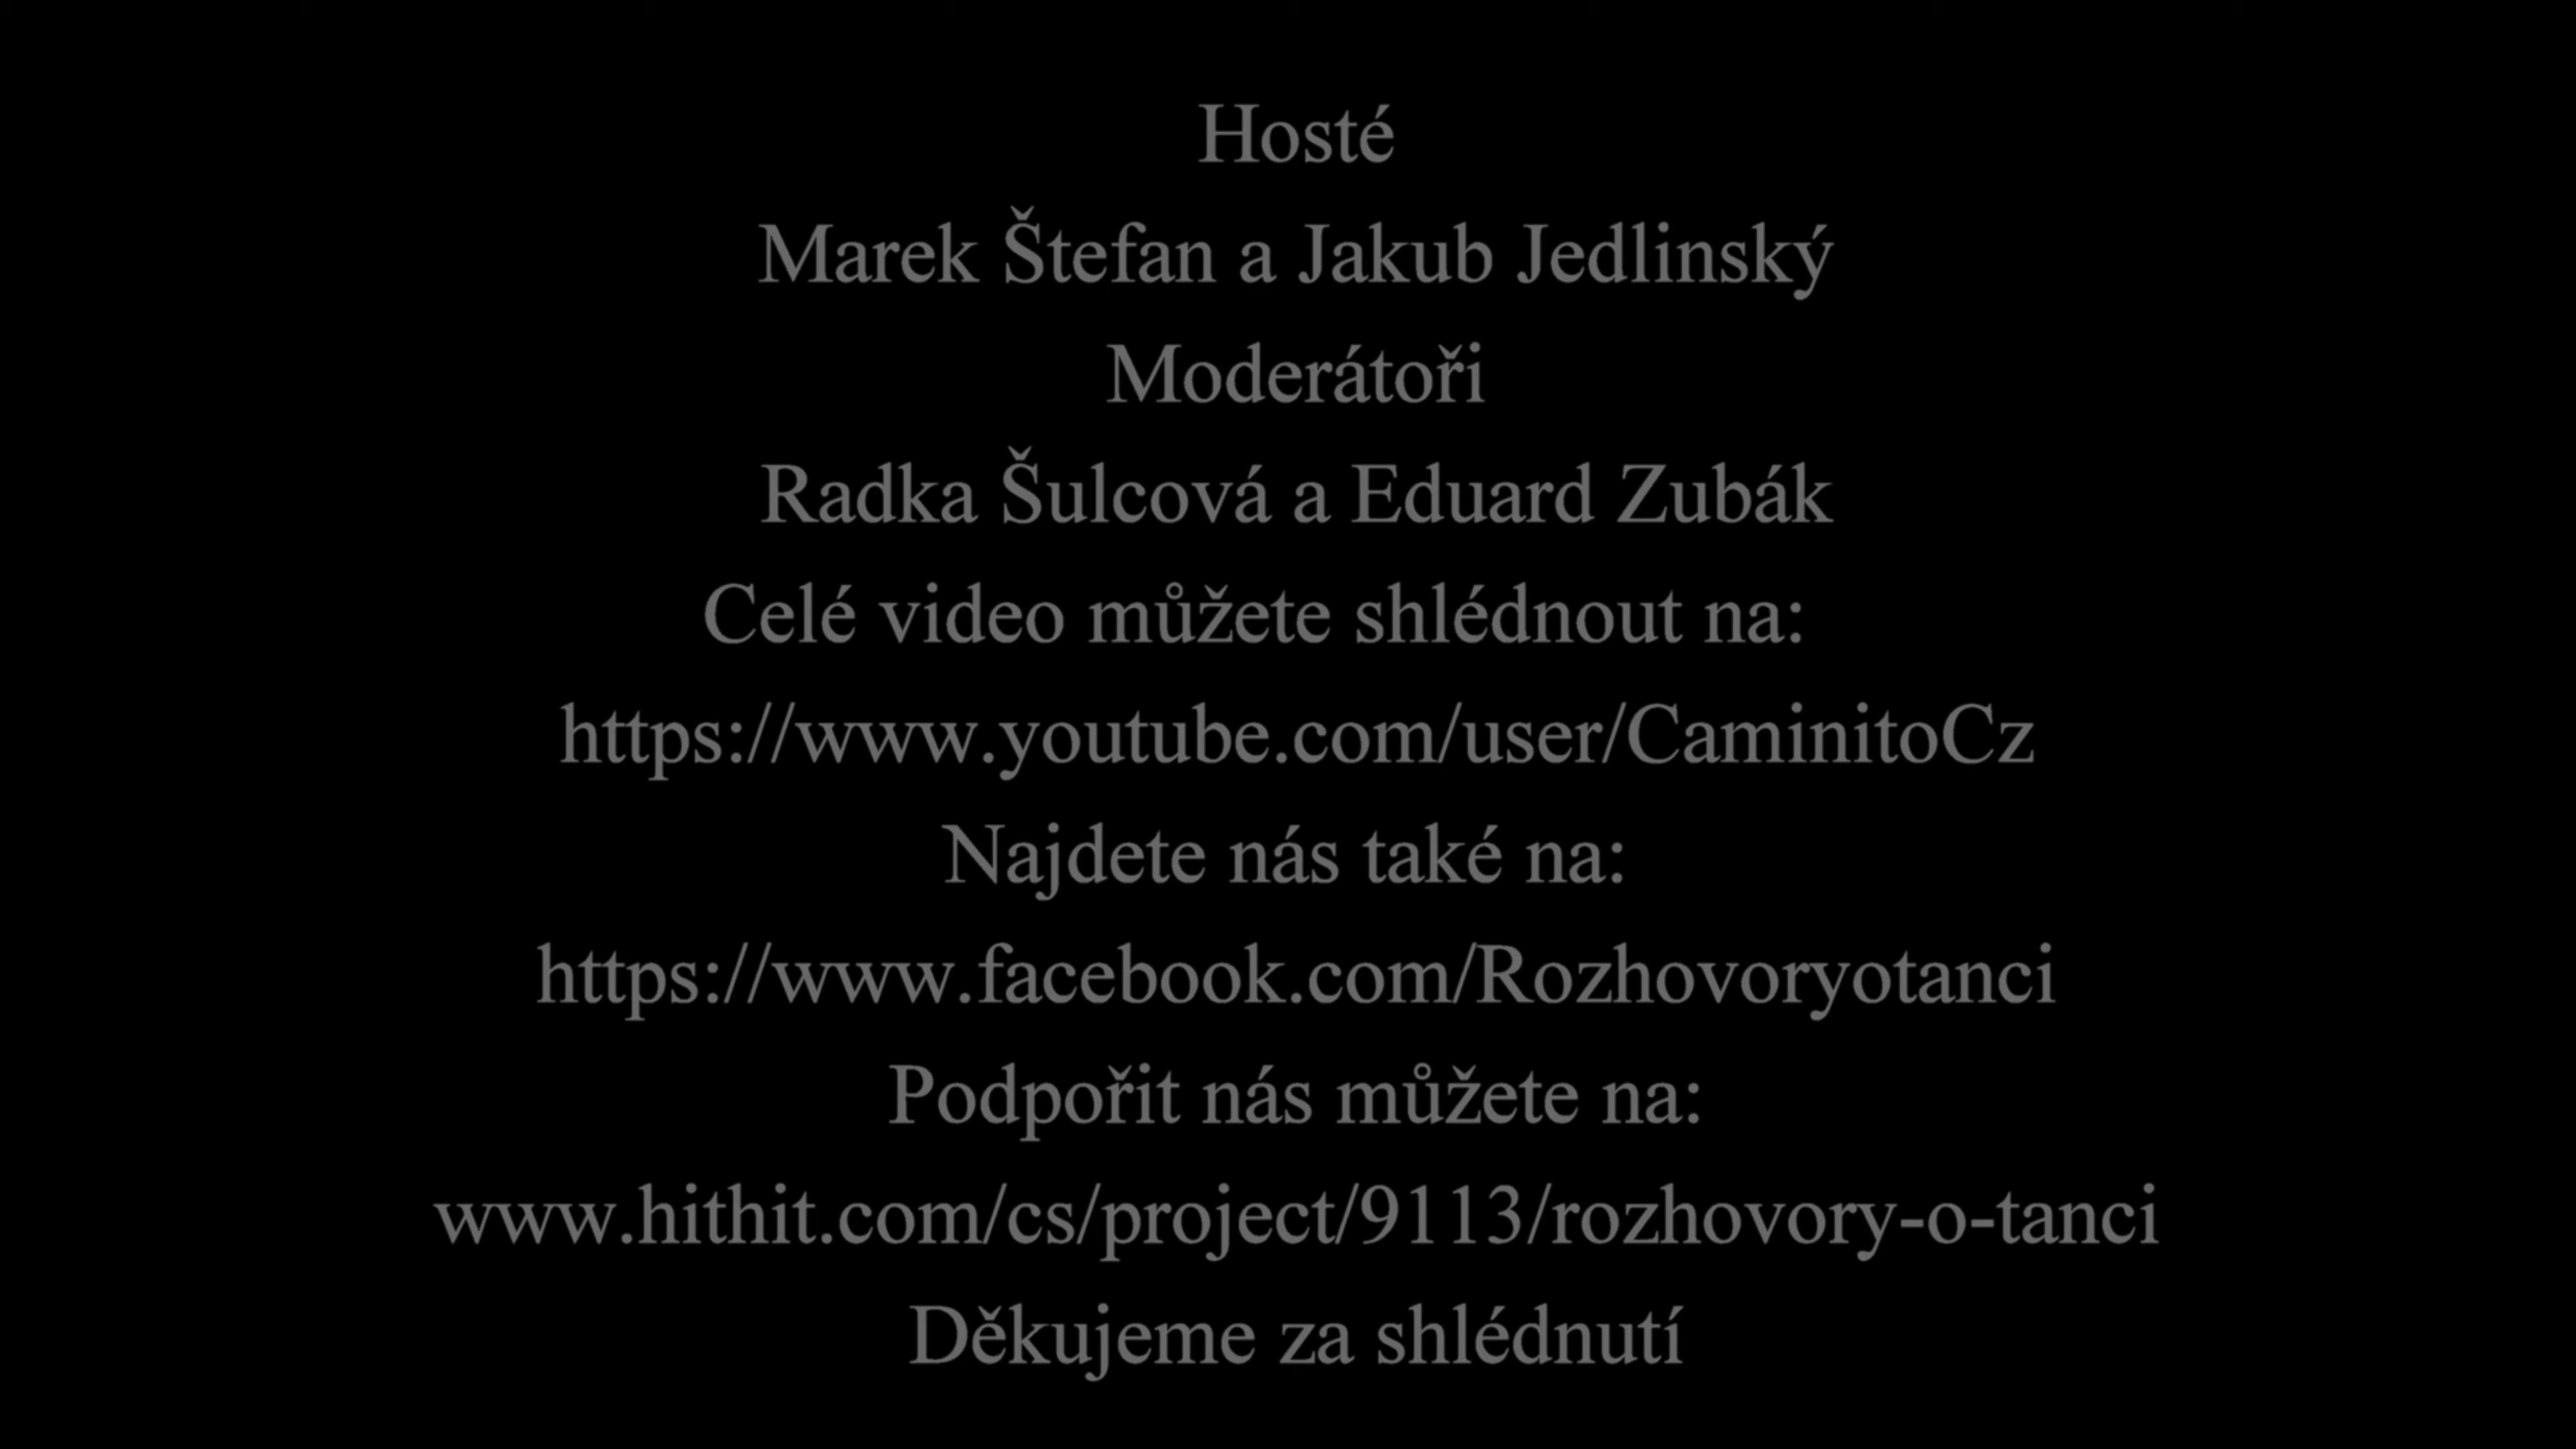 Hosté
Marek Štefan a Jakub Jedlinský
Moderátoři
Radka Šulcová a Eduard Zubák
Celé video můžete shlédnout na:
https://www.youtube.com/user/CaminitoCz
Najdete nás také na:
https://www.facebook.com/Rozhovoryotanci
Podpořit nás můžete na:
www.hithit.com/cs/project/9113/rozhovory-o-tanci
Děkujeme za shlédnutí